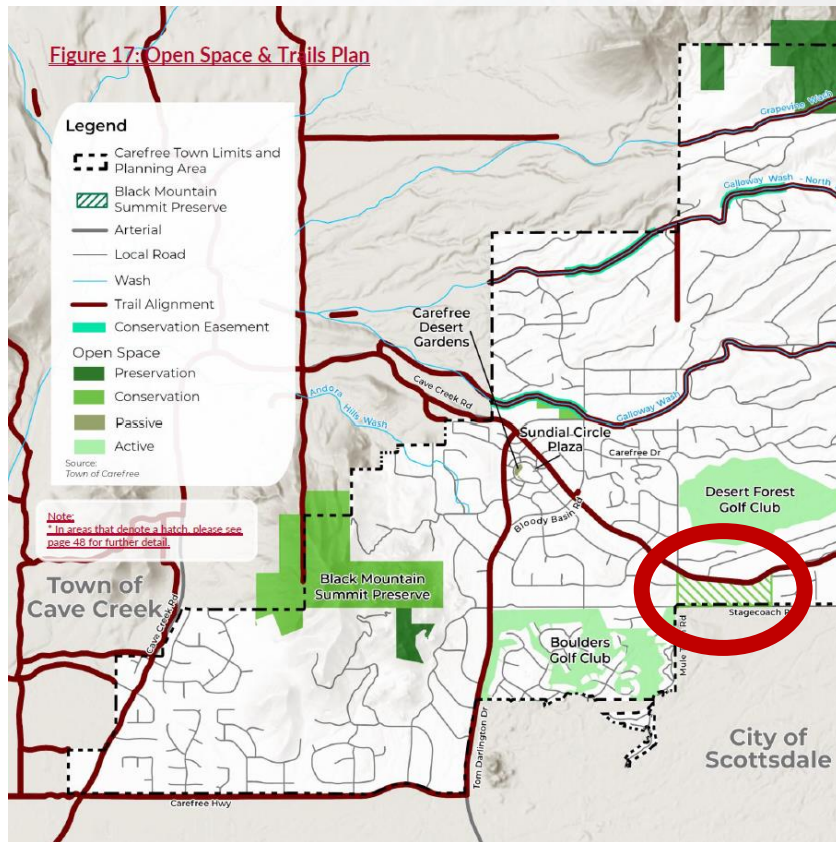 Figure 17: Open Space & Trails Plan
Legend
Carefree Town Limits and
Planning Area
Black Mountain
Summit Preserve
Arterial
Local Road
Wash
Trail Alignment
Conservation Easement
Open Space
Preservation
Conservation
Passive
Active
Source:
Town of Carefree
Note:
* In areas that denote a hatch, please see
page 48 for further detail.
Grapevine Wash
Galloway Wash - North
Carefree
Desert
Gardens
Cave Creek Rd
Andora
Hills Wash
Galloway Wash
Sundial Circle
Plaza
Carefree Dr
Bloody Basin Rd
Desert Forest
Golf Club
Town of
Cave Creek
Cave Creek Rd
Black Mountain
Summit Preserve
Stagecoach
Boulders
Golf Club
Mule Rd
Tom Darlington Dr
City of
Scottsdale
Carefree Hwy